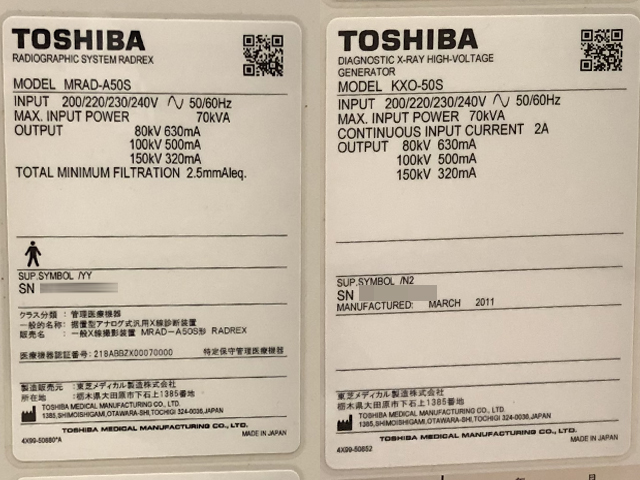 TOSHIBA
RADIOGRAPHIC SYSTEM RADREX
MODEL MRAD-A50S
INPUT 200/220/230/240V ∿ 50/60Hz
MAX. INPUT POWER 70kVA
OUTPUT 80kV 630mA
100kV 500mA
150kV 320mA
TOTAL MINIMUM FILTRATION 2.5mmAleq.
SUP.SYMBOL /YY
SN
クラス分類 : 管理医療機器
一般的名称: 据置型アナログ式汎用X線診断装置
販売名 : 一般X線撮影装置 MRAD-A50S形 RADREX
医療機器認証番号: 218ABBZX00070000 特定保守管理医療機器
製造販売元 : 東芝メディカル製造株式会社
所在地 : 栃木県大田原市下石上1385番地
TOSHIBA MEDICAL MANUFACTURING CO., LTD.
1385,SHIMOISHIGAMI,OTAWARA-SHI,TOCHIGI 324-0036,JAPAN
TOSHIBA MEDICAL MANUFACTURING CO., LTD.
4X99-50880*A MADE IN JAPAN
TOSHIBA
DIAGNOSTIC X-RAY HIGH-VOLTAGE
GENERATOR
MODEL KXO-50S
INPUT 200/220/230/240V ∿ 50/60Hz
MAX. INPUT POWER 70kVA
CONTINUOUS INPUT CURRENT 2A
OUTPUT 80kV 630mA
100kV 500mA
150kV 320mA
SUP.SYMBOL /N2
SN
MANUFACTURED: MARCH 2011
東芝メディカル製造株式会社
栃木県大田原市下石上1385番地
TOSHIBA MEDICAL MANUFACTURING CO., LTD.
1385,SHIMOISHIGAMI,OTAWARA-SHI,TOCHIGI 324-0036,JAPAN
TOSHIBA MEDICAL MANUFACTURING CO., LTD.
4X99-50852 MADE IN JAPAN